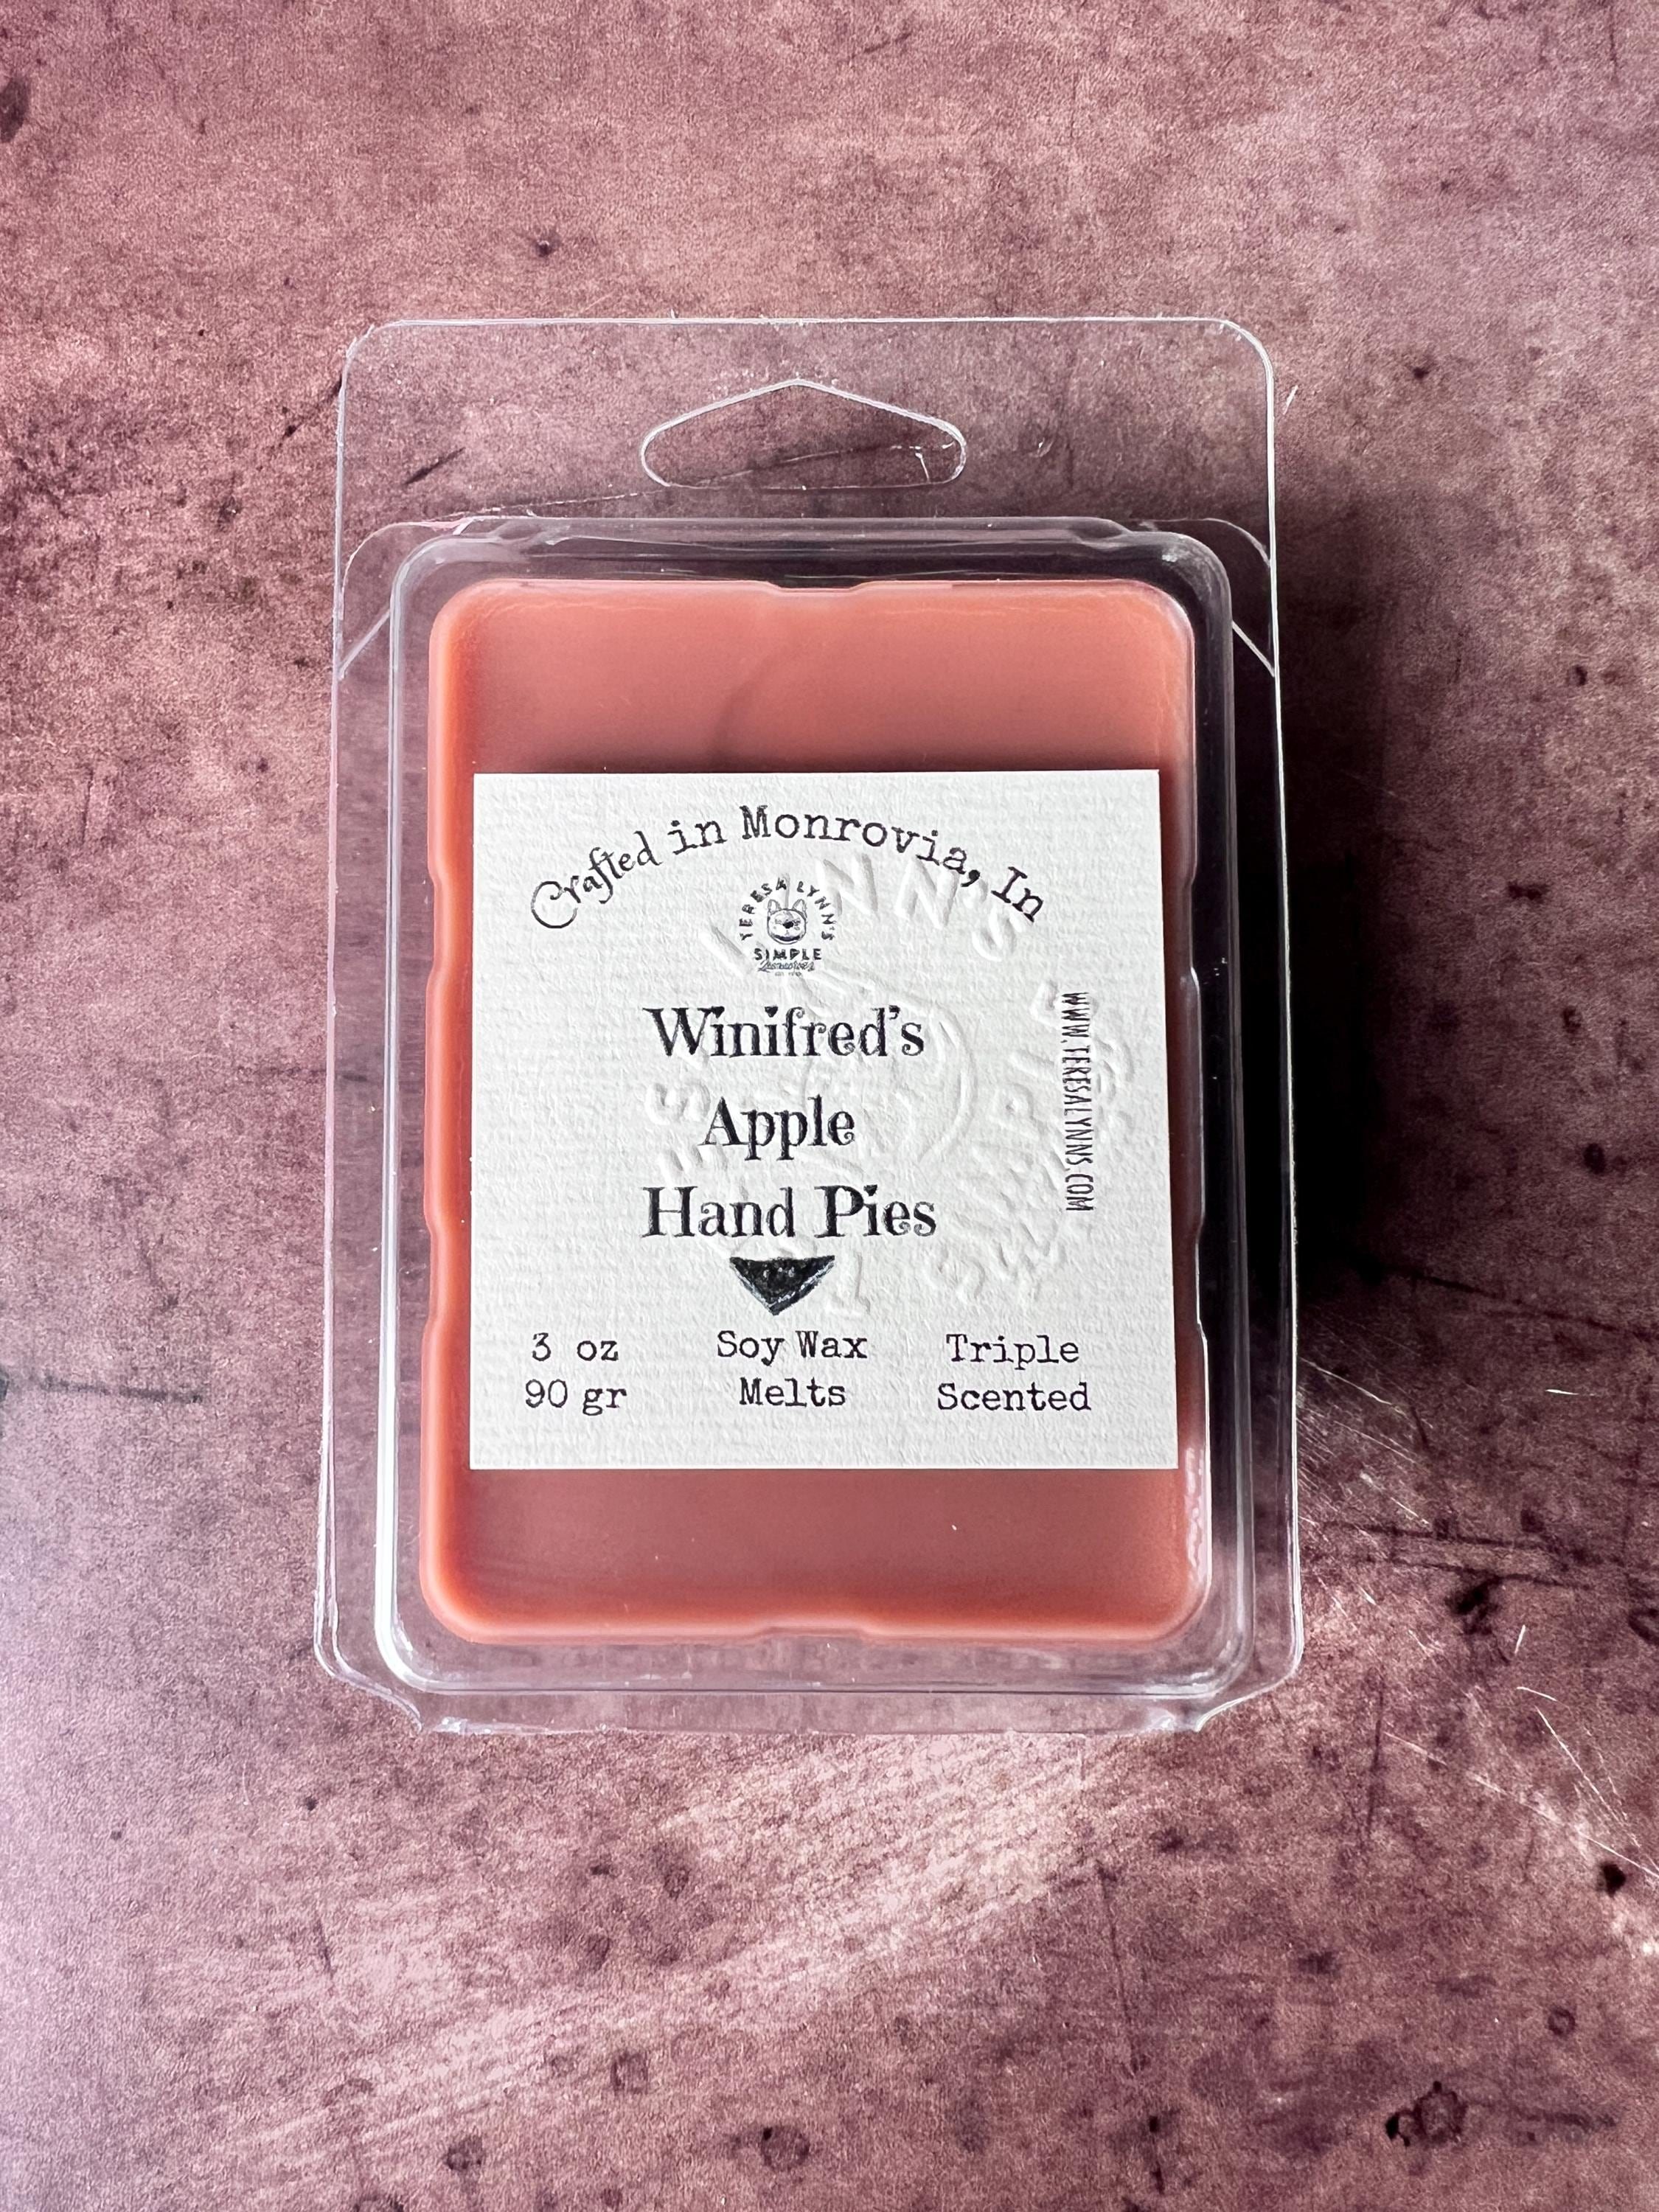 Crafted in Monrovia, In
TERESA LYNN'S
SIMPLE
Winifred's
Apple
Hand Pies
3 oz
90 gr
Soy Wax
Melts
Triple
Scented
WWW.TERESALYNNS.COM